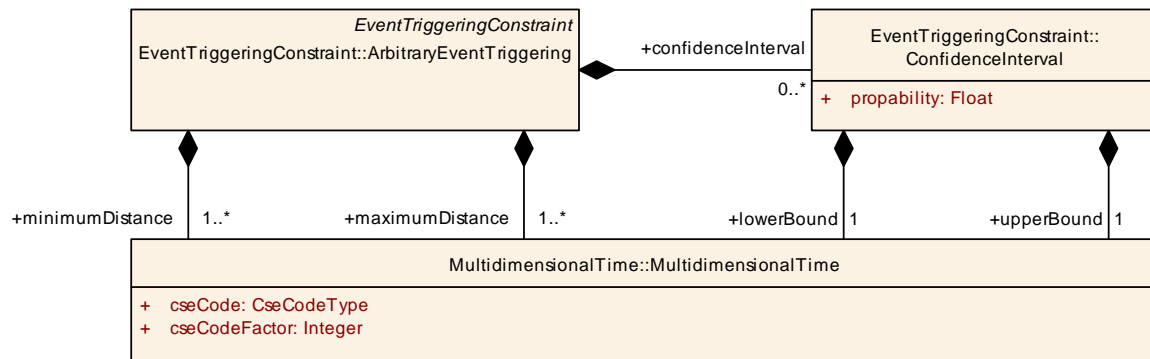 EventTriggeringConstraint
EventTriggeringConstraint::ArbitraryEventTriggering
+confidenceInterval
0..*
EventTriggeringConstraint::
ConfidenceInterval
+ propability: Float
+minimumDistance 1..*
+maximumDistance 1..*
+lowerBound 1
+upperBound 1
MultidimensionalTime::MultidimensionalTime
+ cseCode: CseCodeType
+ cseCodeFactor: Integer